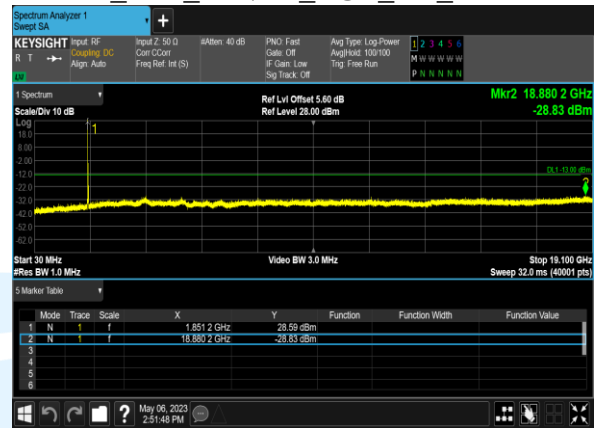 Spectrum Analyzer 1
Swept SA
KEYSIGHT Input: RF Input Z: 50 Ω #Atten: 40 dB PNO: Fast Avg Type: Log-Power 1 2 3 4 5 6
R T Coupling: DC Corr CCorr Gate: Off Avg|Hold: 100/100 M W W W W W
Align: Auto Freq Ref: Int (S) IF Gain: Low Trig: Free Run
LV Sig Track: Off P N N N N N
1 Spectrum Ref Lvl Offset 5.60 dB Mkr2 18.880 2 GHz
Scale/Div 10 dB Ref Level 28.00 dBm -28.83 dBm
Log
1
18.0
8.00
-2.00
-12.0 DL1 -13.00 dBm
-22.0
2
-32.0
-42.0
-52.0
-62.0
Start 30 MHz Video BW 3.0 MHz Stop 19.100 GHz
#Res BW 1.0 MHz Sweep 32.0 ms (40001 pts)
5 Marker Table
Mode Trace Scale X Y Function Function Width Function Value
1 N 1 f 1.851 2 GHz 28.59 dBm
2 N 1 f 18.880 2 GHz -28.83 dBm
3
4
5
6
? May 06, 2023
2:51:48 PM